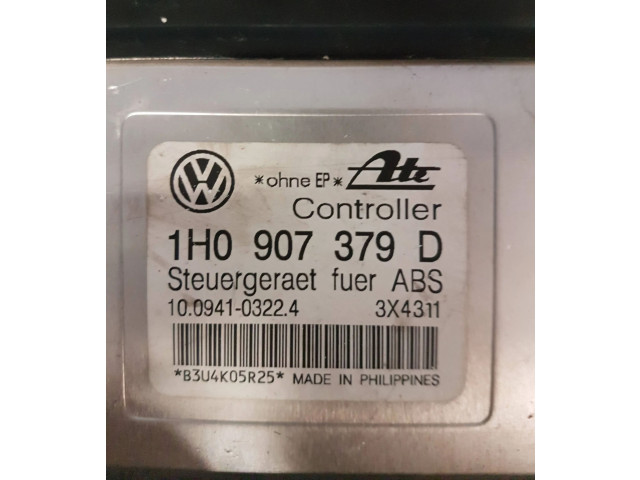 *ohne EP* Ate
Controller
1H0 907 379 D
Steuergeraet fuer ABS
10.0941-0322.4 3X4311
*B3U4K05R25* MADE IN PHILIPPINES